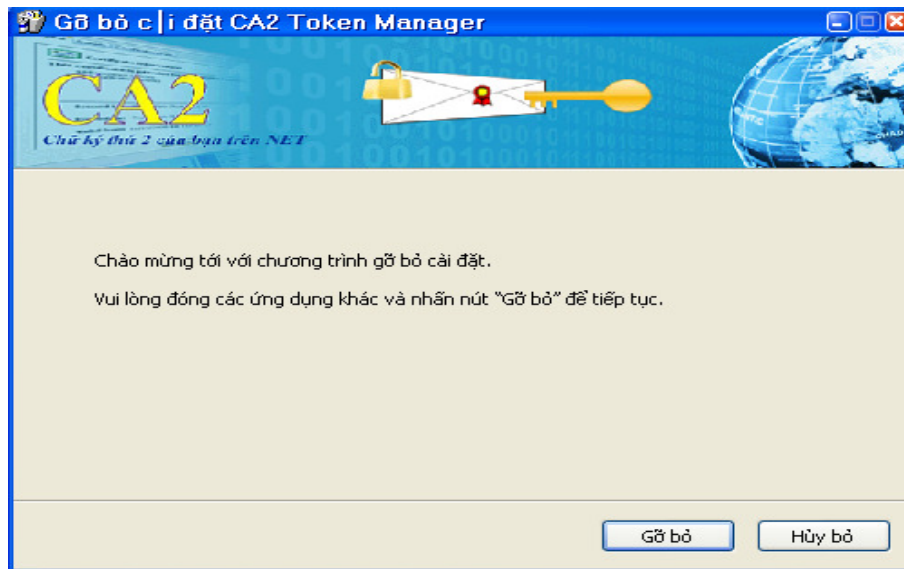 Gỡ bỏ c|i đặt CA2 Token Manager
CA2
Chữ ký thứ 2 của bạn trên NET
Chào mừng tới với chương trình gỡ bỏ cài đặt.
Vui lòng đóng các ứng dụng khác và nhấn nút "Gỡ bỏ" để tiếp tục.
Gỡ bỏ
Hủy bỏ